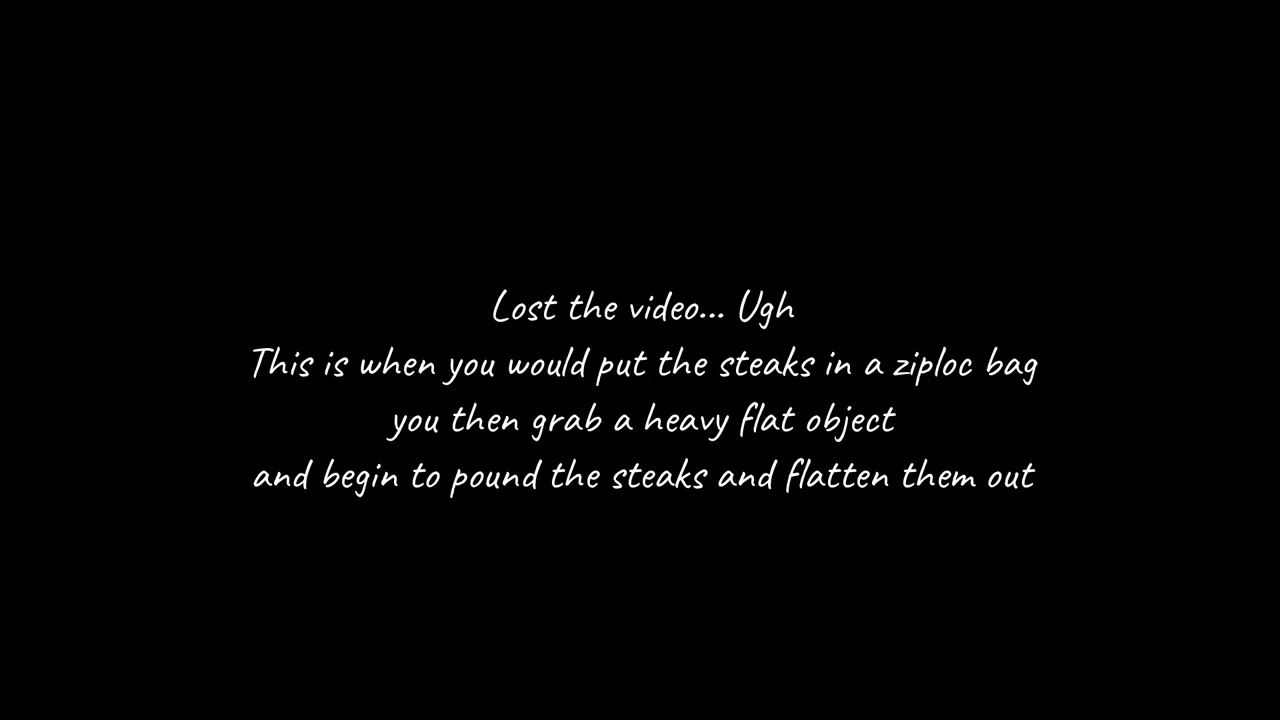 Lost the video... Ugh
This is when you would put the steaks in a ziploc bag
you then grab a heavy flat object
and begin to pound the steaks and flatten them out